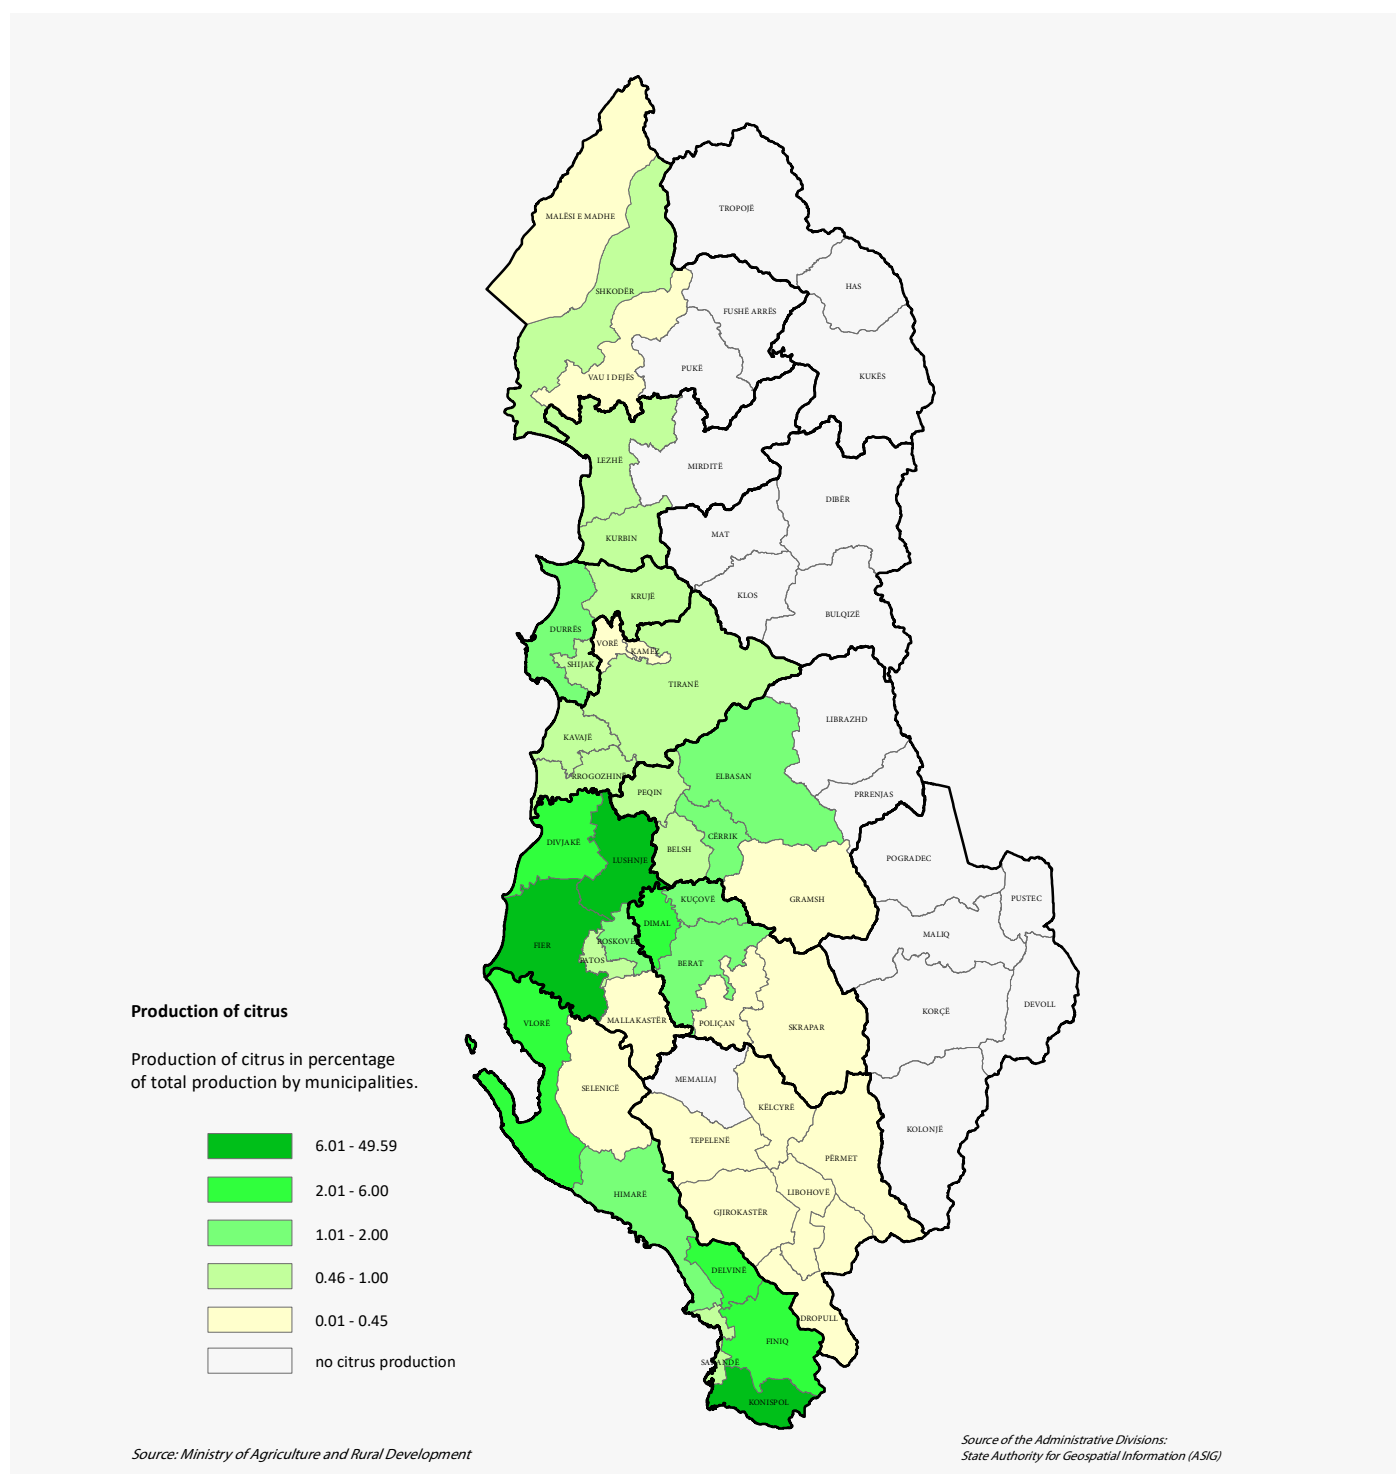 MALËSI E MADHE
TROPOJË
HAS
SHKODËR
FUSHË ARRËS
PUKË
KUKËS
VAU I DEJËS
LEZHË
MIRDITË
DIBËR
KURBIN
MAT
KLOS
KRUJË
BULQIZË
DURRËS
VORË
KAMËZ
SHIJAK
TIRANË
LIBRAZHD
KAVAJË
RROGOZHINË
ELBASAN
PEQIN
PRRENJAS
CËRRIK
DIVJAKË
BELSH
LUSHNJE
POGRADEC
GRAMSH
KUÇOVË
PUSTEC
DIMAL
MALIQ
ROSKOVEC
FIER
PATOS
BERAT
DEVOLL
KORÇË
VLORË
MALLAKASTËR
POLIÇAN
SKRAPAR
MEMALIAJ
SELENICË
KËLCYRË
KOLONJË
TEPELENË
PËRMET
HIMARË
LIBOHOVË
GJIROKASTËR
DELVINË
DROPULL
FINIQ
SARANDË
KONISPOL
Production of citrus
Production of citrus in percentage
of total production by municipalities.
6.01 - 49.59
2.01 - 6.00
1.01 - 2.00
0.46 - 1.00
0.01 - 0.45
no citrus production
Source: Ministry of Agriculture and Rural Development
Source of the Administrative Divisions:
State Authority for Geospatial Information (ASIG)